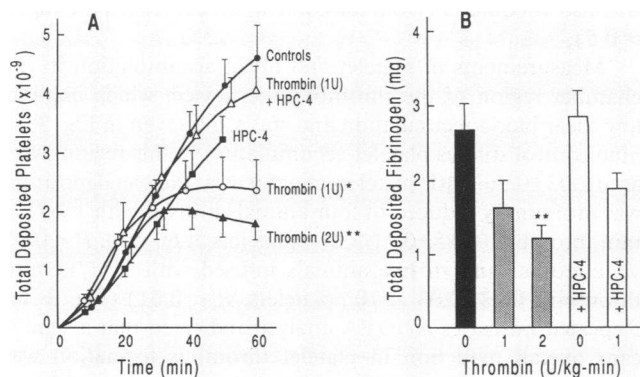 A
Total Deposited Platelets (x10⁻⁹)
5
4
3
2
1
0
0
20
40
60
Time (min)
Controls
Thrombin (1U)
+ HPC-4
HPC-4
Thrombin (1U)*
Thrombin (2U)**
B
Total Deposited Fibrinogen (mg)
4
3
2
1
0
**
+ HPC-4
+ HPC-4
0 1 2 0 1
Thrombin (U/kg-min)